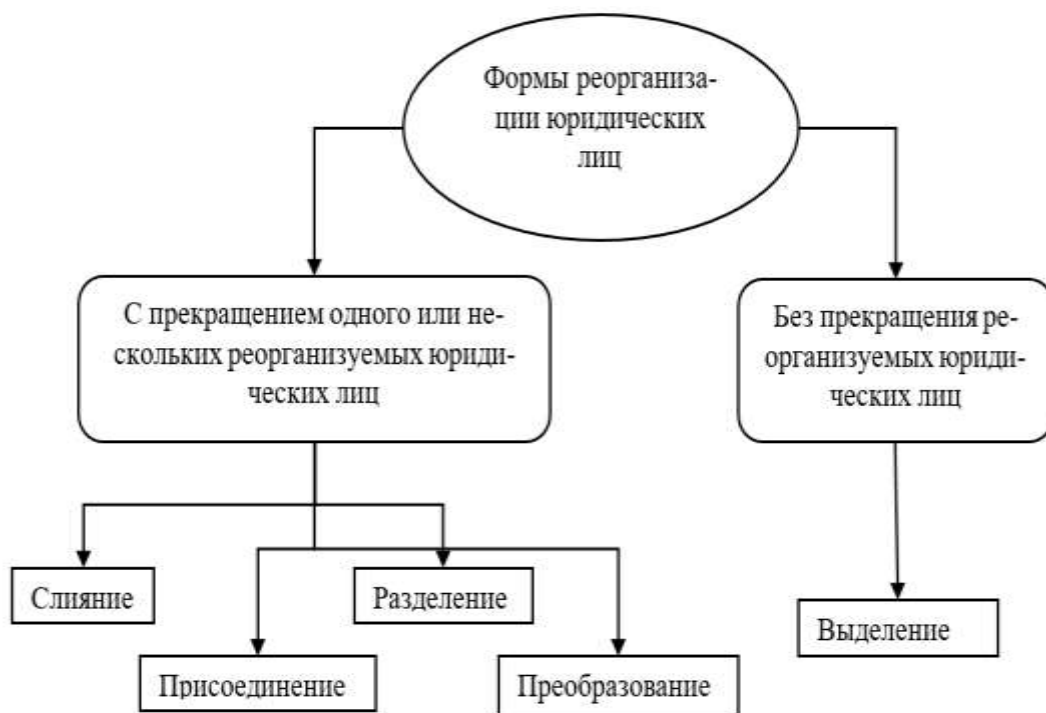 Формы реорганиза-
ции юридических
лиц
С прекращением одного или не-
скольких реорганизуемых юриди-
ческих лиц
Без прекращения ре-
организуемых юриди-
ческих лиц
Слияние
Разделение
Выделение
Присоединение
Преобразование